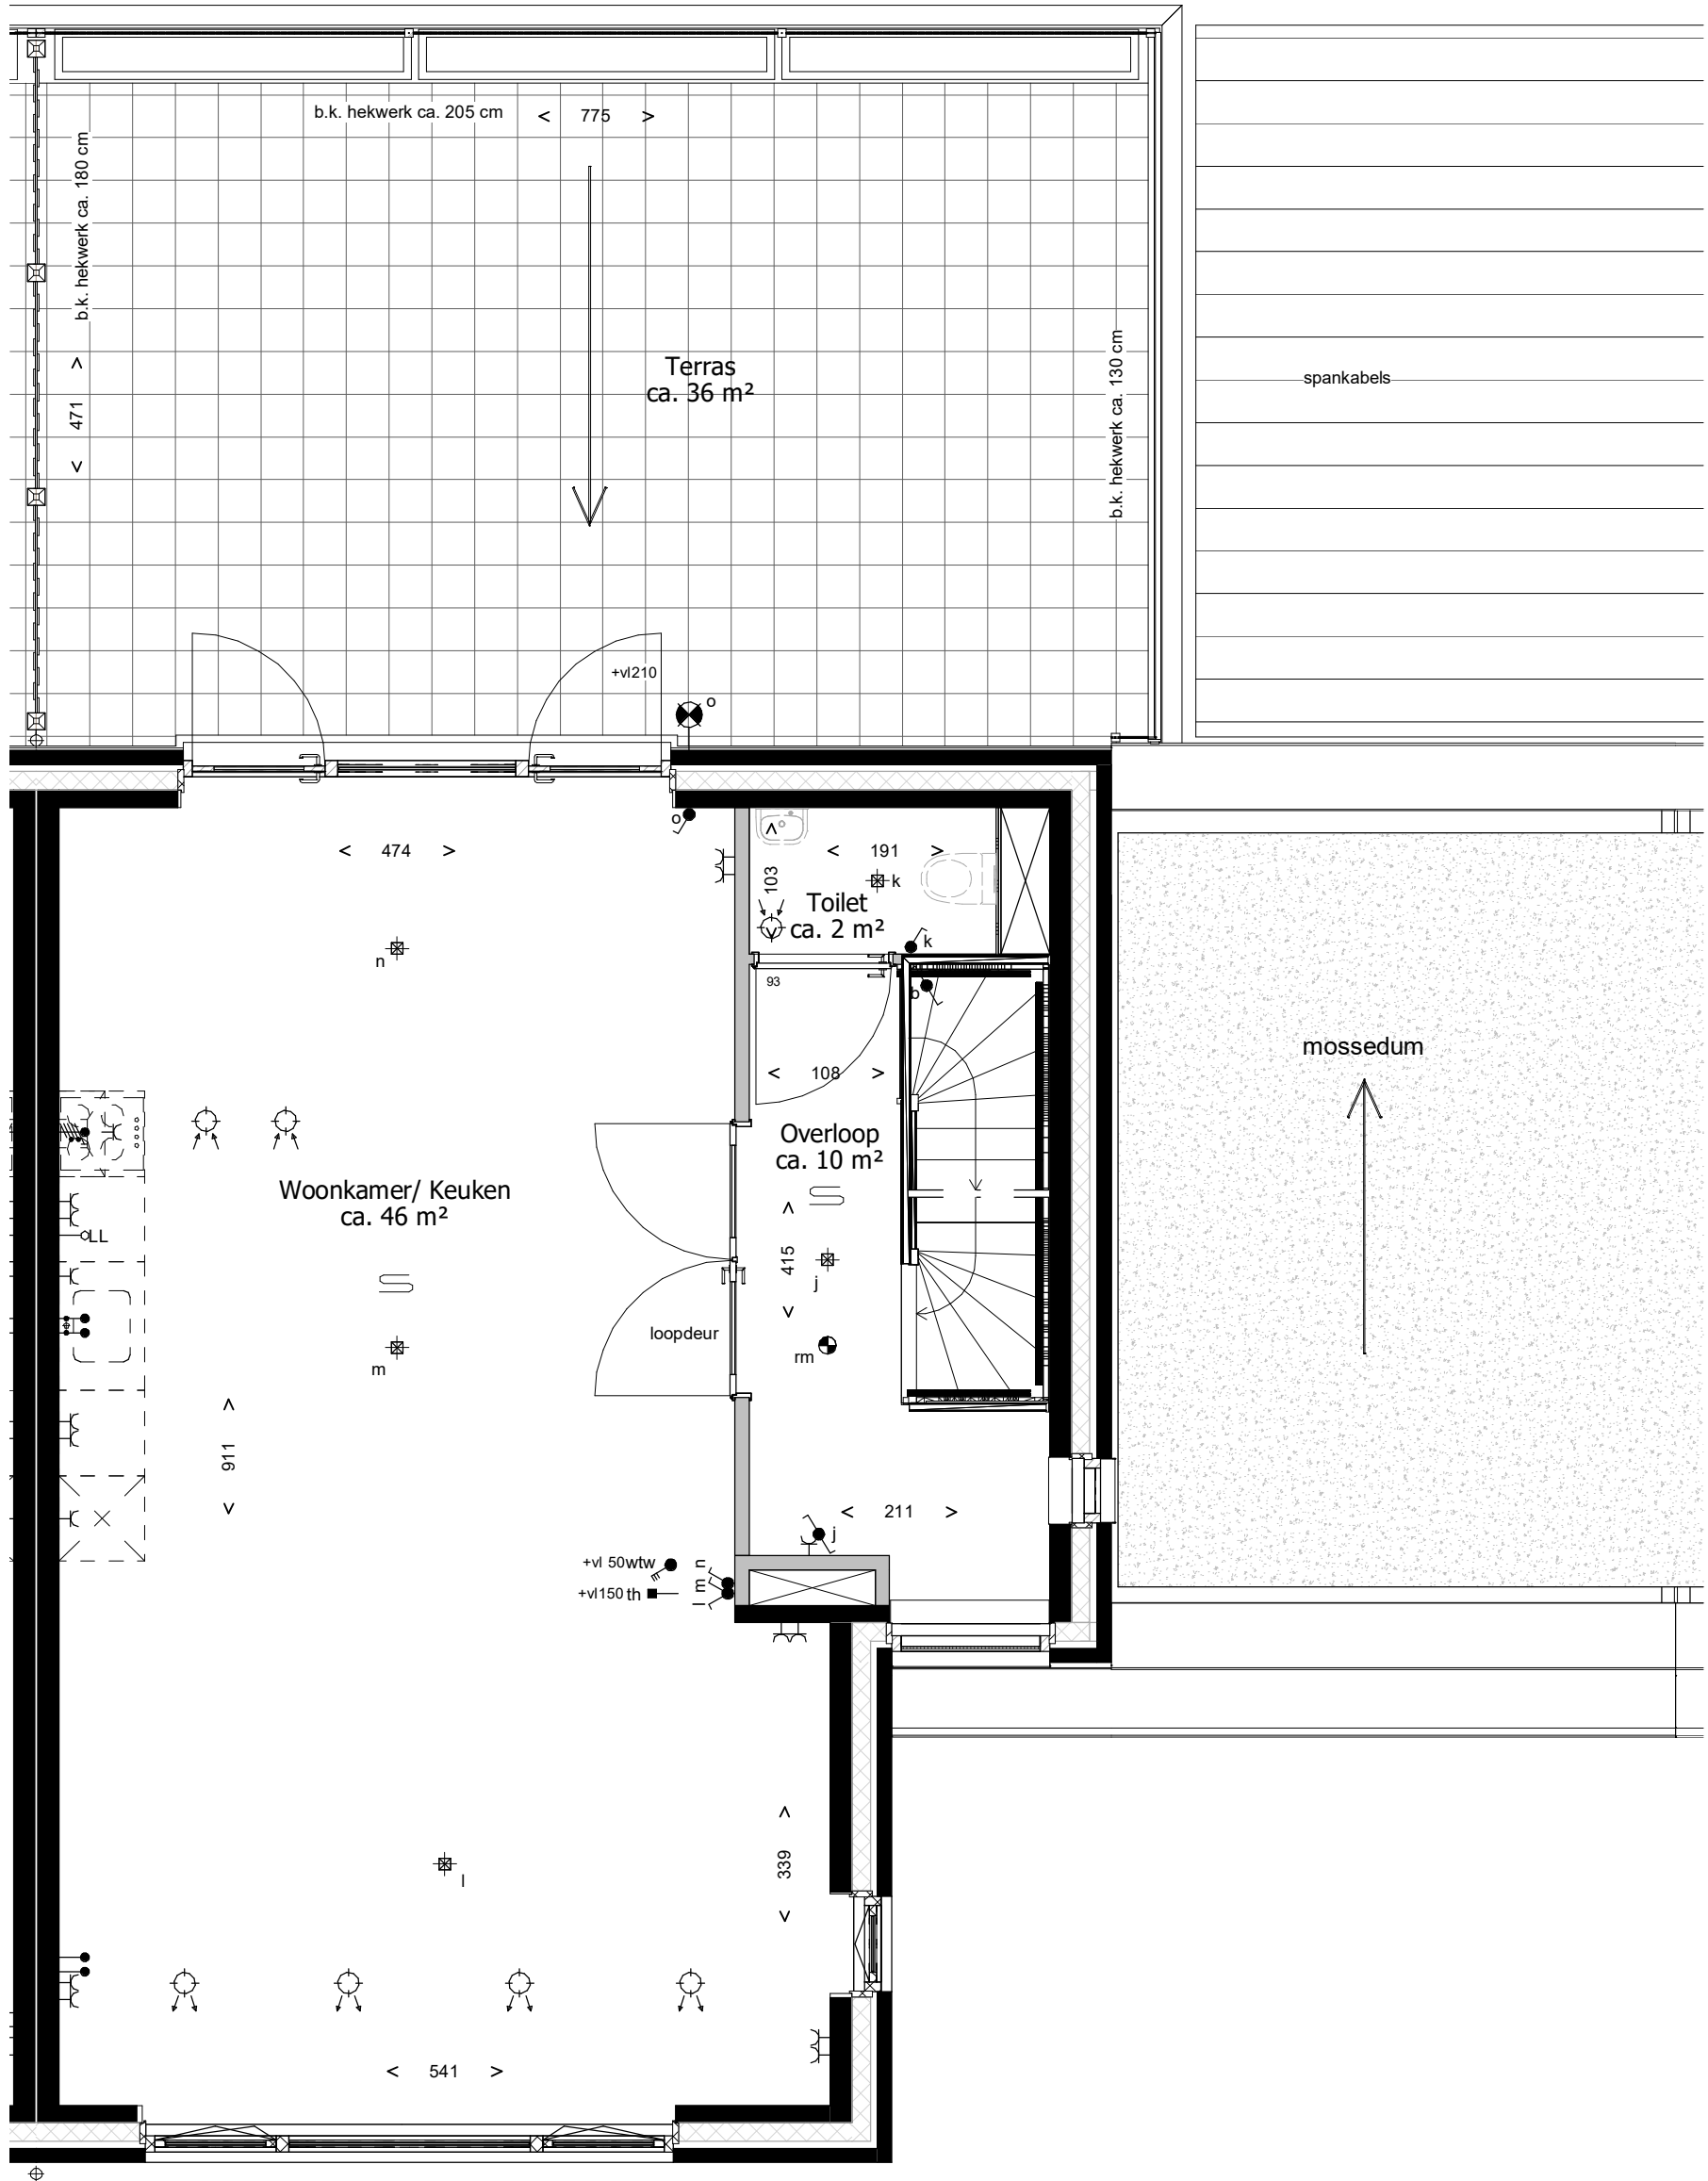 b.k. hekwerk ca. 205 cm
< 775 >
b.k. hekwerk ca. 180 cm
< 471 >
Terras
ca. 36 m²
b.k. hekwerk ca. 130 cm
spankabels
+vl210
o
o
< 474 >
< 191 >
< 103 >
k
Toilet
ca. 2 m²
k
n
93
b
< 108 >
mossedum
Overloop
ca. 10 m²
Woonkamer/ Keuken
ca. 46 m²
LL
< 415 >
j
loopdeur
rm
m
< 911 >
< 211 >
j
+vl 50wtw
+vl150 th
l m n
< 339 >
l
< 541 >